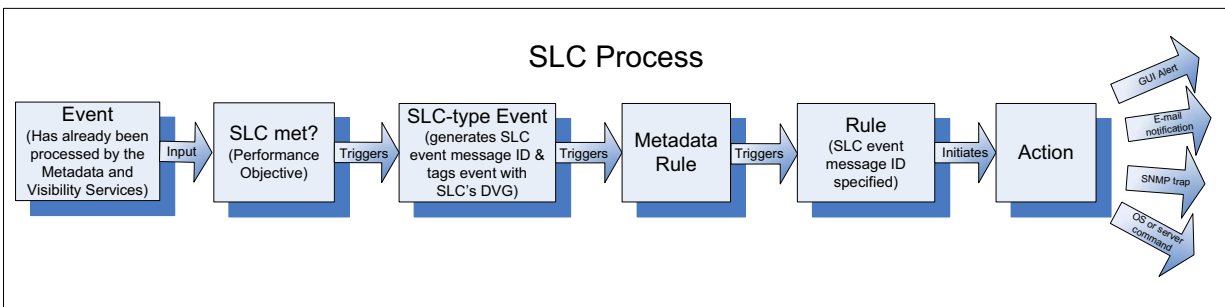 SLC Process
Event
(Has already been
processed by the
Metadata and
Visibility Services)
Input
SLC met?
(Performance
Objective)
Triggers
SLC-type Event
(generates SLC
event message ID &
tags event with
SLC's DVG)
Triggers
Metadata
Rule
Triggers
Rule
(SLC event
message ID
specified)
Initiates
Action
GUI Alert
E-mail
notification
SNMP trap
OS or server
command